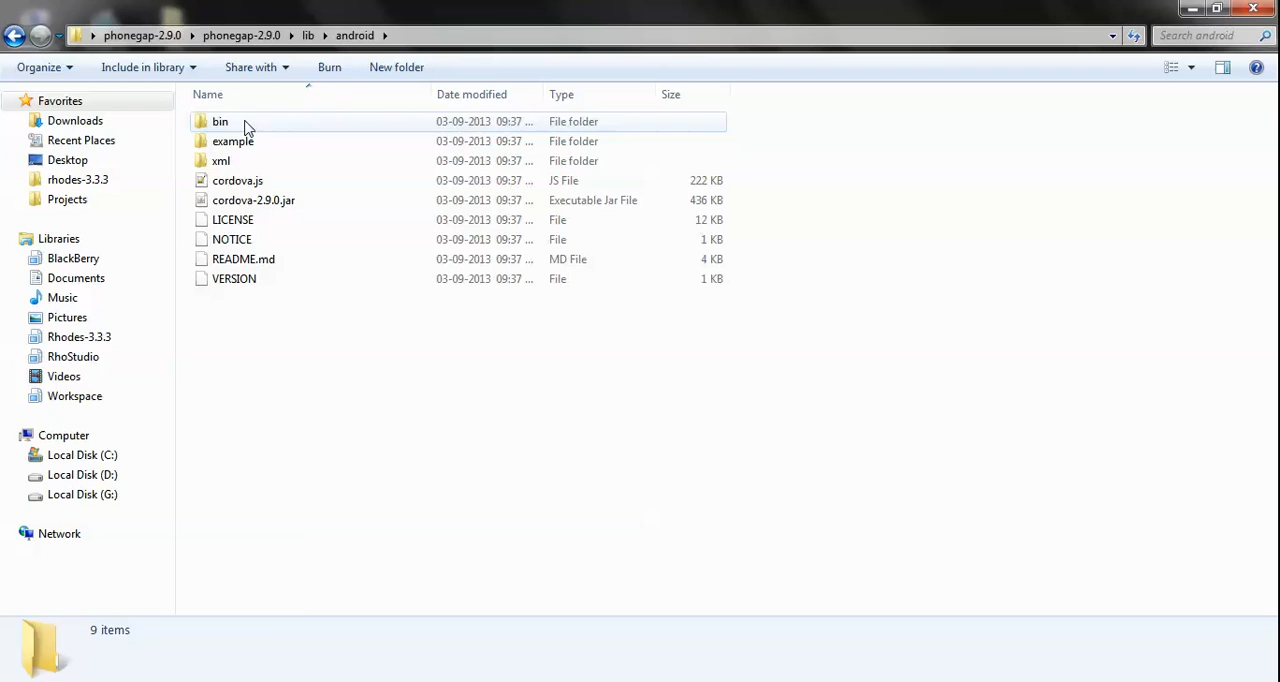 phonegap-2.9.0 phonegap-2.9.0 lib android Search android
Organize Include in library Share with Burn New folder
Name Date modified Type Size
Favorites
Downloads
Recent Places
Desktop
rhodes-3.3.3
Projects
Libraries
BlackBerry
Documents
Music
Pictures
Rhodes-3.3.3
RhoStudio
Videos
Workspace
Computer
Local Disk (C:)
Local Disk (D:)
Local Disk (G:)
Network
bin 03-09-2013 09:37 ... File folder
example 03-09-2013 09:37 ... File folder
xml 03-09-2013 09:37 ... File folder
cordova.js 03-09-2013 09:37 ... JS File 222 KB
cordova-2.9.0.jar 03-09-2013 09:37 ... Executable Jar File 436 KB
LICENSE 03-09-2013 09:37 ... File 12 KB
NOTICE 03-09-2013 09:37 ... File 1 KB
README.md 03-09-2013 09:37 ... MD File 4 KB
VERSION 03-09-2013 09:37 ... File 1 KB
9 items